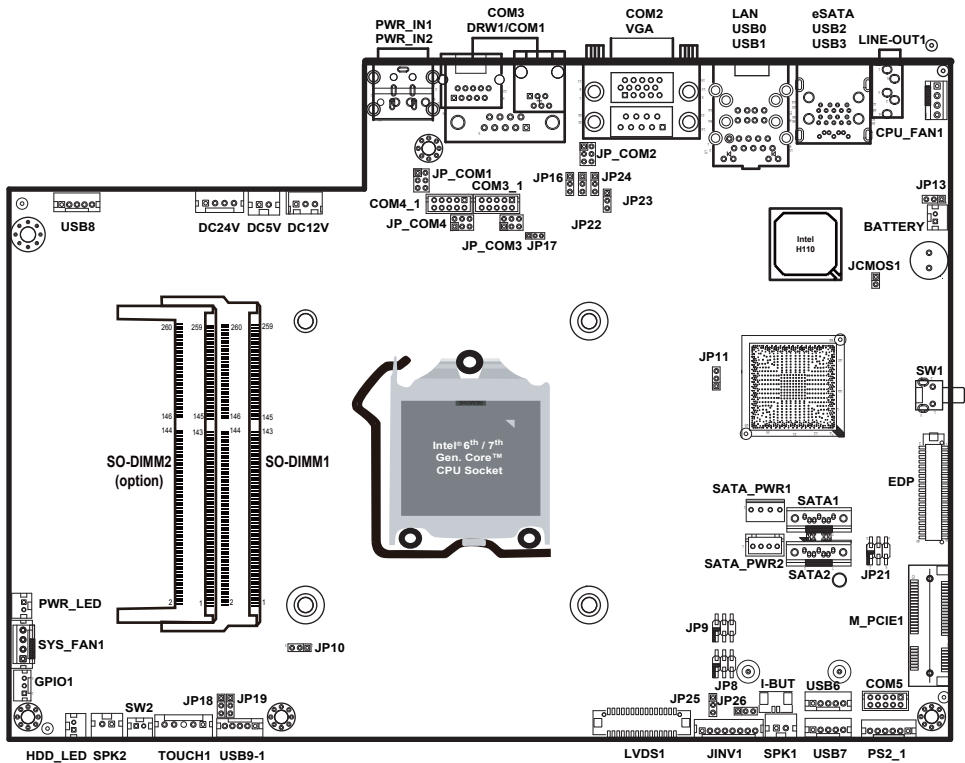 PWR_IN1
PWR_IN2
COM3
DRW1/COM1
COM2
VGA
LAN
USB0
USB1
eSATA
USB2
USB3
LINE-OUT1
CPU_FAN1
JP_COM2
JP_COM1
COM3_1
JP16
JP24
JP23
JP13
COM4_1
USB8
DC24V
DC5V
DC12V
JP_COM4
JP22
BATTERY
JP_COM3
JP17
Intel
H110
JCMOS1
260
259
260
259
JP11
SW1
146
145
146
145
144
143
144
143
Intel® 6th / 7th
Gen. Core™
CPU Socket
SO-DIMM2
(option)
SO-DIMM1
EDP
SATA_PWR1
SATA1
SATA_PWR2
SATA2
JP21
2
1
2
1
PWR_LED
M_PCIE1
JP9
SYS_FAN1
JP10
GPIO1
JP8
I-BUT
USB6
COM5
JP18
JP19
JP25
JP26
SW2
HDD_LED
SPK2
TOUCH1
USB9-1
LVDS1
JINV1
SPK1
USB7
PS2_1